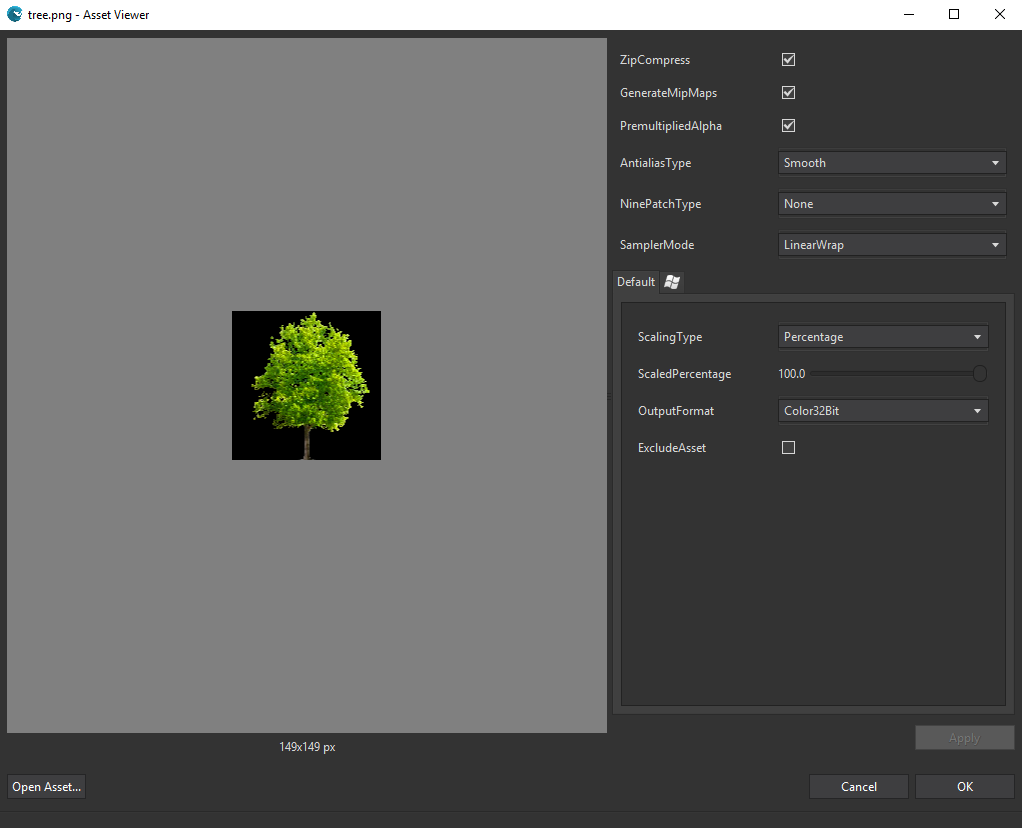 tree.png - Asset Viewer
ZipCompress
GenerateMipMaps
PremultipliedAlpha
AntialiasType Smooth
NinePatchType None
SamplerMode LinearWrap
Default
ScalingType Percentage
ScaledPercentage 100.0
OutputFormat Color32Bit
ExcludeAsset
149x149 px
Apply
Open Asset... Cancel OK